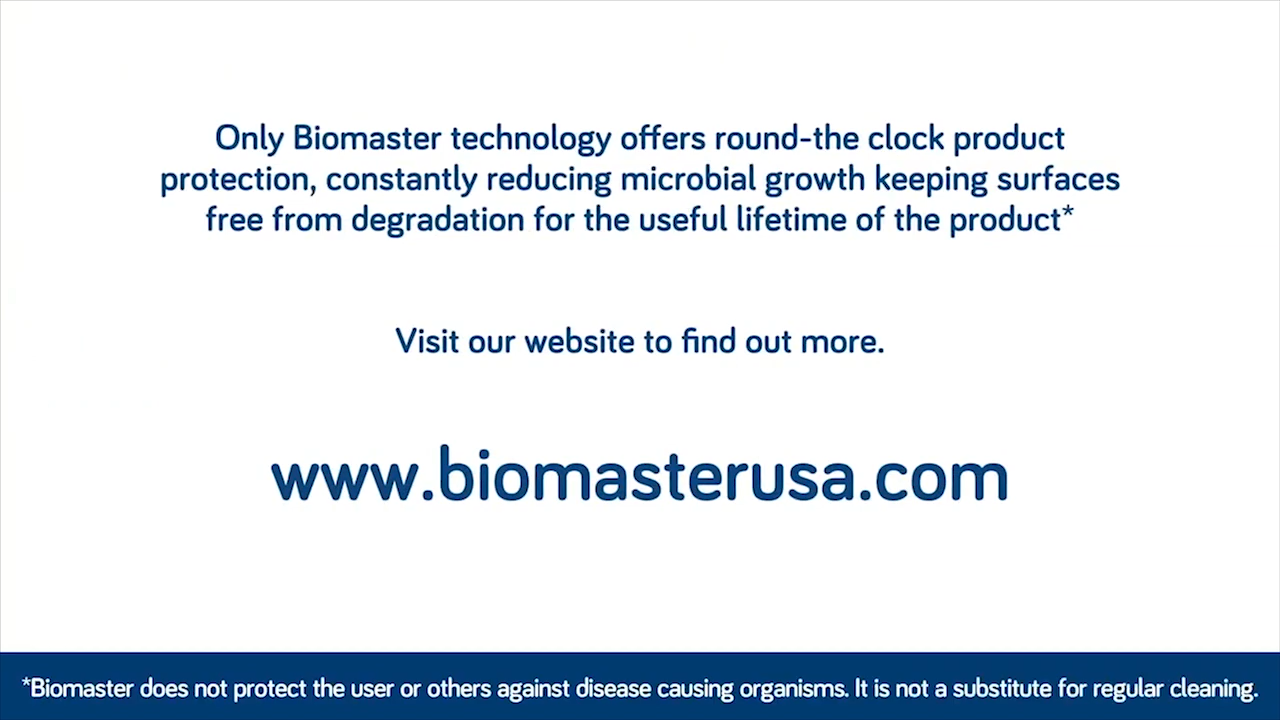 Only Biomaster technology offers round-the clock product
protection, constantly reducing microbial growth keeping surfaces
free from degradation for the useful lifetime of the product*
Visit our website to find out more.
www.biomasterusa.com
*Biomaster does not protect the user or others against disease causing organisms. It is not a substitute for regular cleaning.